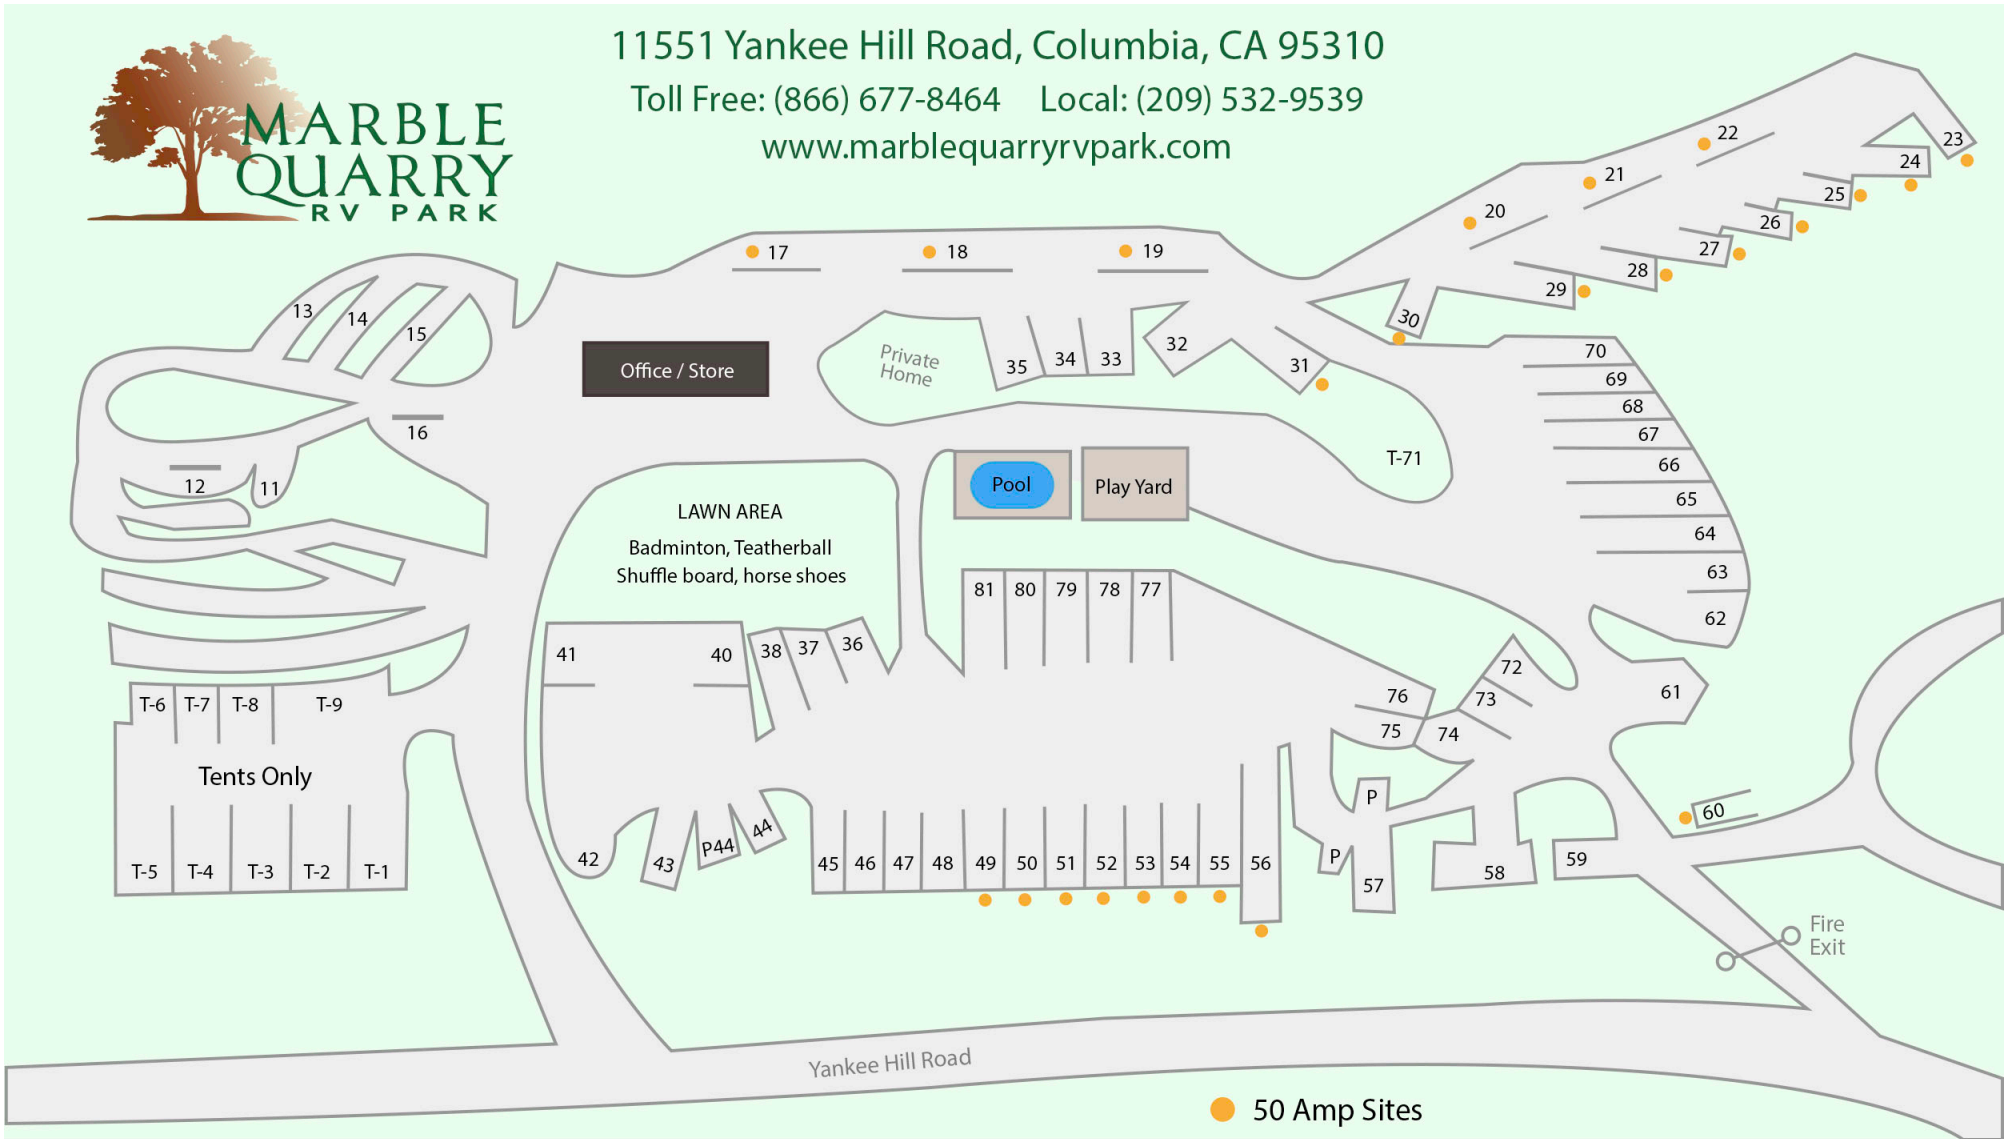 MARBLE
QUARRY
RV PARK
11551 Yankee Hill Road, Columbia, CA 95310
Toll Free: (866) 677-8464 Local: (209) 532-9539
www.marblequarryrvpark.com
22
23
24
21
25
20
26
27
17
18
19
28
29
30
13
14
15
Office / Store
Private
Home
35
34
33
32
31
70
69
68
67
66
65
64
63
62
16
12
11
T-71
Pool
Play Yard
LAWN AREA
Badminton, Teatherball
Shuffle board, horse shoes
81
80
79
78
77
41
40
38
37
36
72
73
61
76
75
74
T-6
T-7
T-8
T-9
Tents Only
T-5
T-4
T-3
T-2
T-1
42
43
P44
44
45
46
47
48
49
50
51
52
53
54
55
56
P
P
57
58
59
60
Fire
Exit
Yankee Hill Road
50 Amp Sites